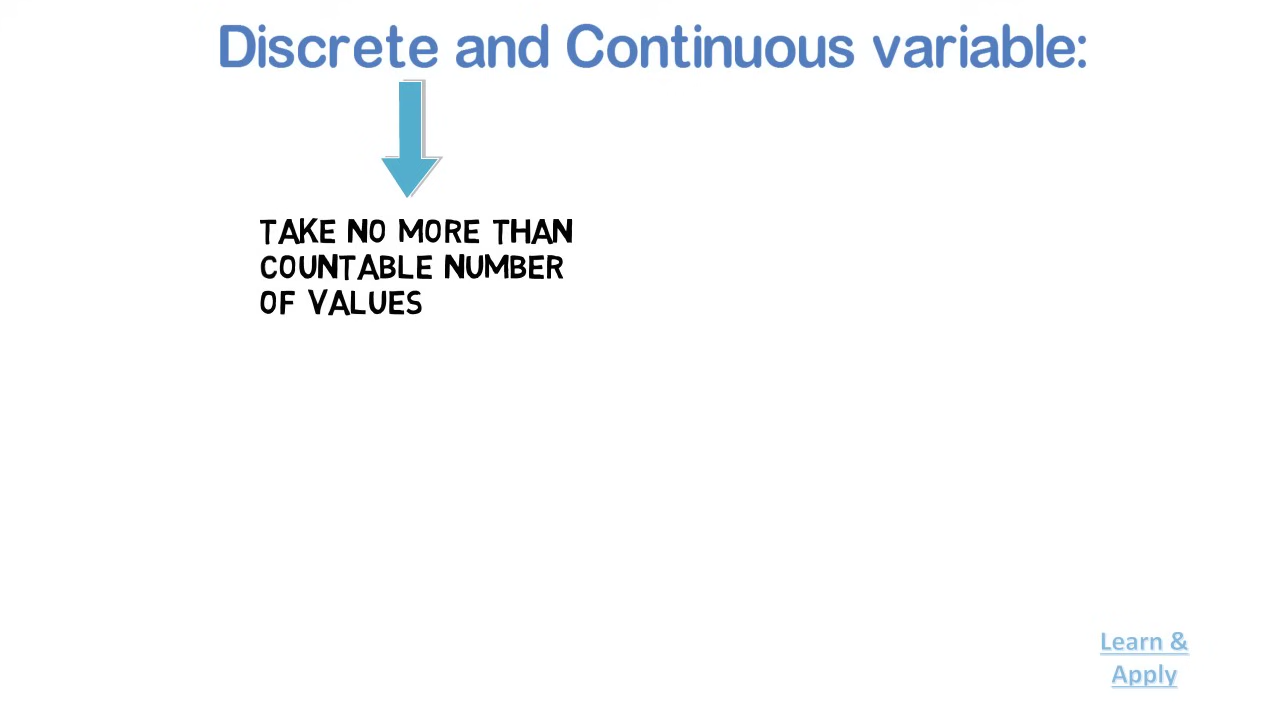 Discrete and Continuous variable:
TAKE NO MORE THAN
COUNTABLE NUMBER
OF VALUES
Learn &
Apply